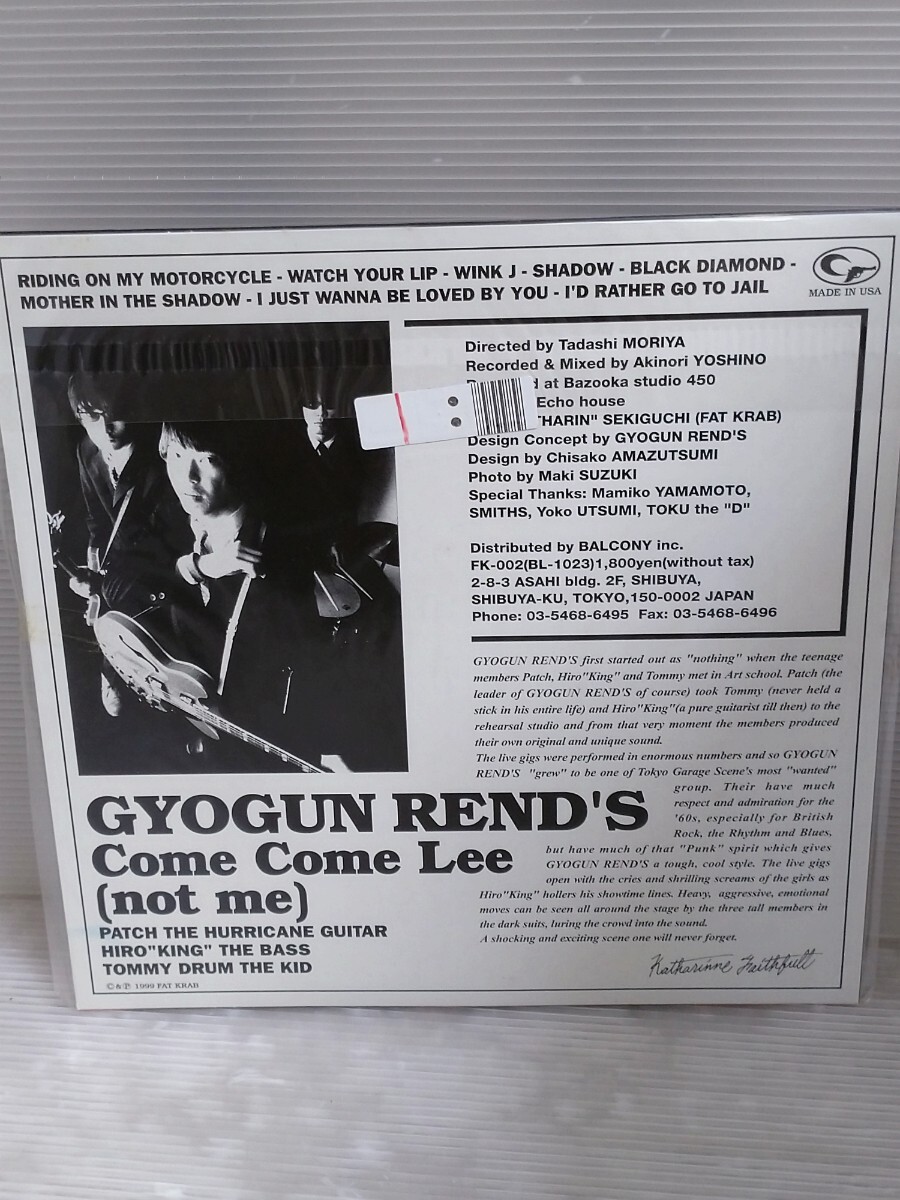 RIDING ON MY MOTORCYCLE - WATCH YOUR LIP - WINK J - SHADOW - BLACK DIAMOND -
MOTHER IN THE SHADOW - I JUST WANNA BE LOVED BY YOU - I'D RATHER GO TO JAIL
MADE IN USA
Directed by Tadashi MORIYA
Recorded & Mixed by Akinori YOSHINO
at Bazooka studio 450
Echo house
SEKIGUCHI (FAT KRAB)
Design Concept by GYOGUN REND'S
Design by Chisako AMAZUTSUMI
Photo by Maki SUZUKI
Special Thanks: Mamiko YAMAMOTO,
SMITHS, Yoko UTSUMI, TOKU the "D"
Distributed by BALCONY inc.
FK-002(BL-1023)1,800yen(without tax)
2-8-3 ASAHI bldg. 2F, SHIBUYA,
SHIBUYA-KU, TOKYO,150-0002 JAPAN
Phone: 03-5468-6495 Fax: 03-5468-6496
GYOGUN REND'S first started out as "nothing" when the teenage
members Patch, Hiro"King" and Tommy met in Art school. Patch (the
leader of GYOGUN REND'S of course) took Tommy (never held a
stick in his entire life) and Hiro"King"(a pure guitarist till then) to the
rehearsal studio and from that very moment the members produced
their own original and unique sound.
The live gigs were performed in enormous numbers and so GYOGUN
REND'S "grew" to be one of Tokyo Garage Scene's most "wanted"
group. Their have much
respect and admiration for the
'60s, especially for British
Rock, the Rhythm and Blues,
but have much of that "Punk" spirit which gives
GYOGUN REND'S a tough, cool style. The live gigs
open with the cries and shrilling screams of the girls as
Hiro"King" hollers his showtime lines. Heavy, aggressive, emotional
moves can be seen all around the stage by the three tall members in
the dark suits, luring the crowd into the sound.
A shocking and exciting scene one will never forget.
Katharinne Faithfull
GYOGUN REND'S
Come Come Lee
(not me)
PATCH THE HURRICANE GUITAR
HIRO"KING" THE BASS
TOMMY DRUM THE KID
©&℗ 1999 FAT KRAB